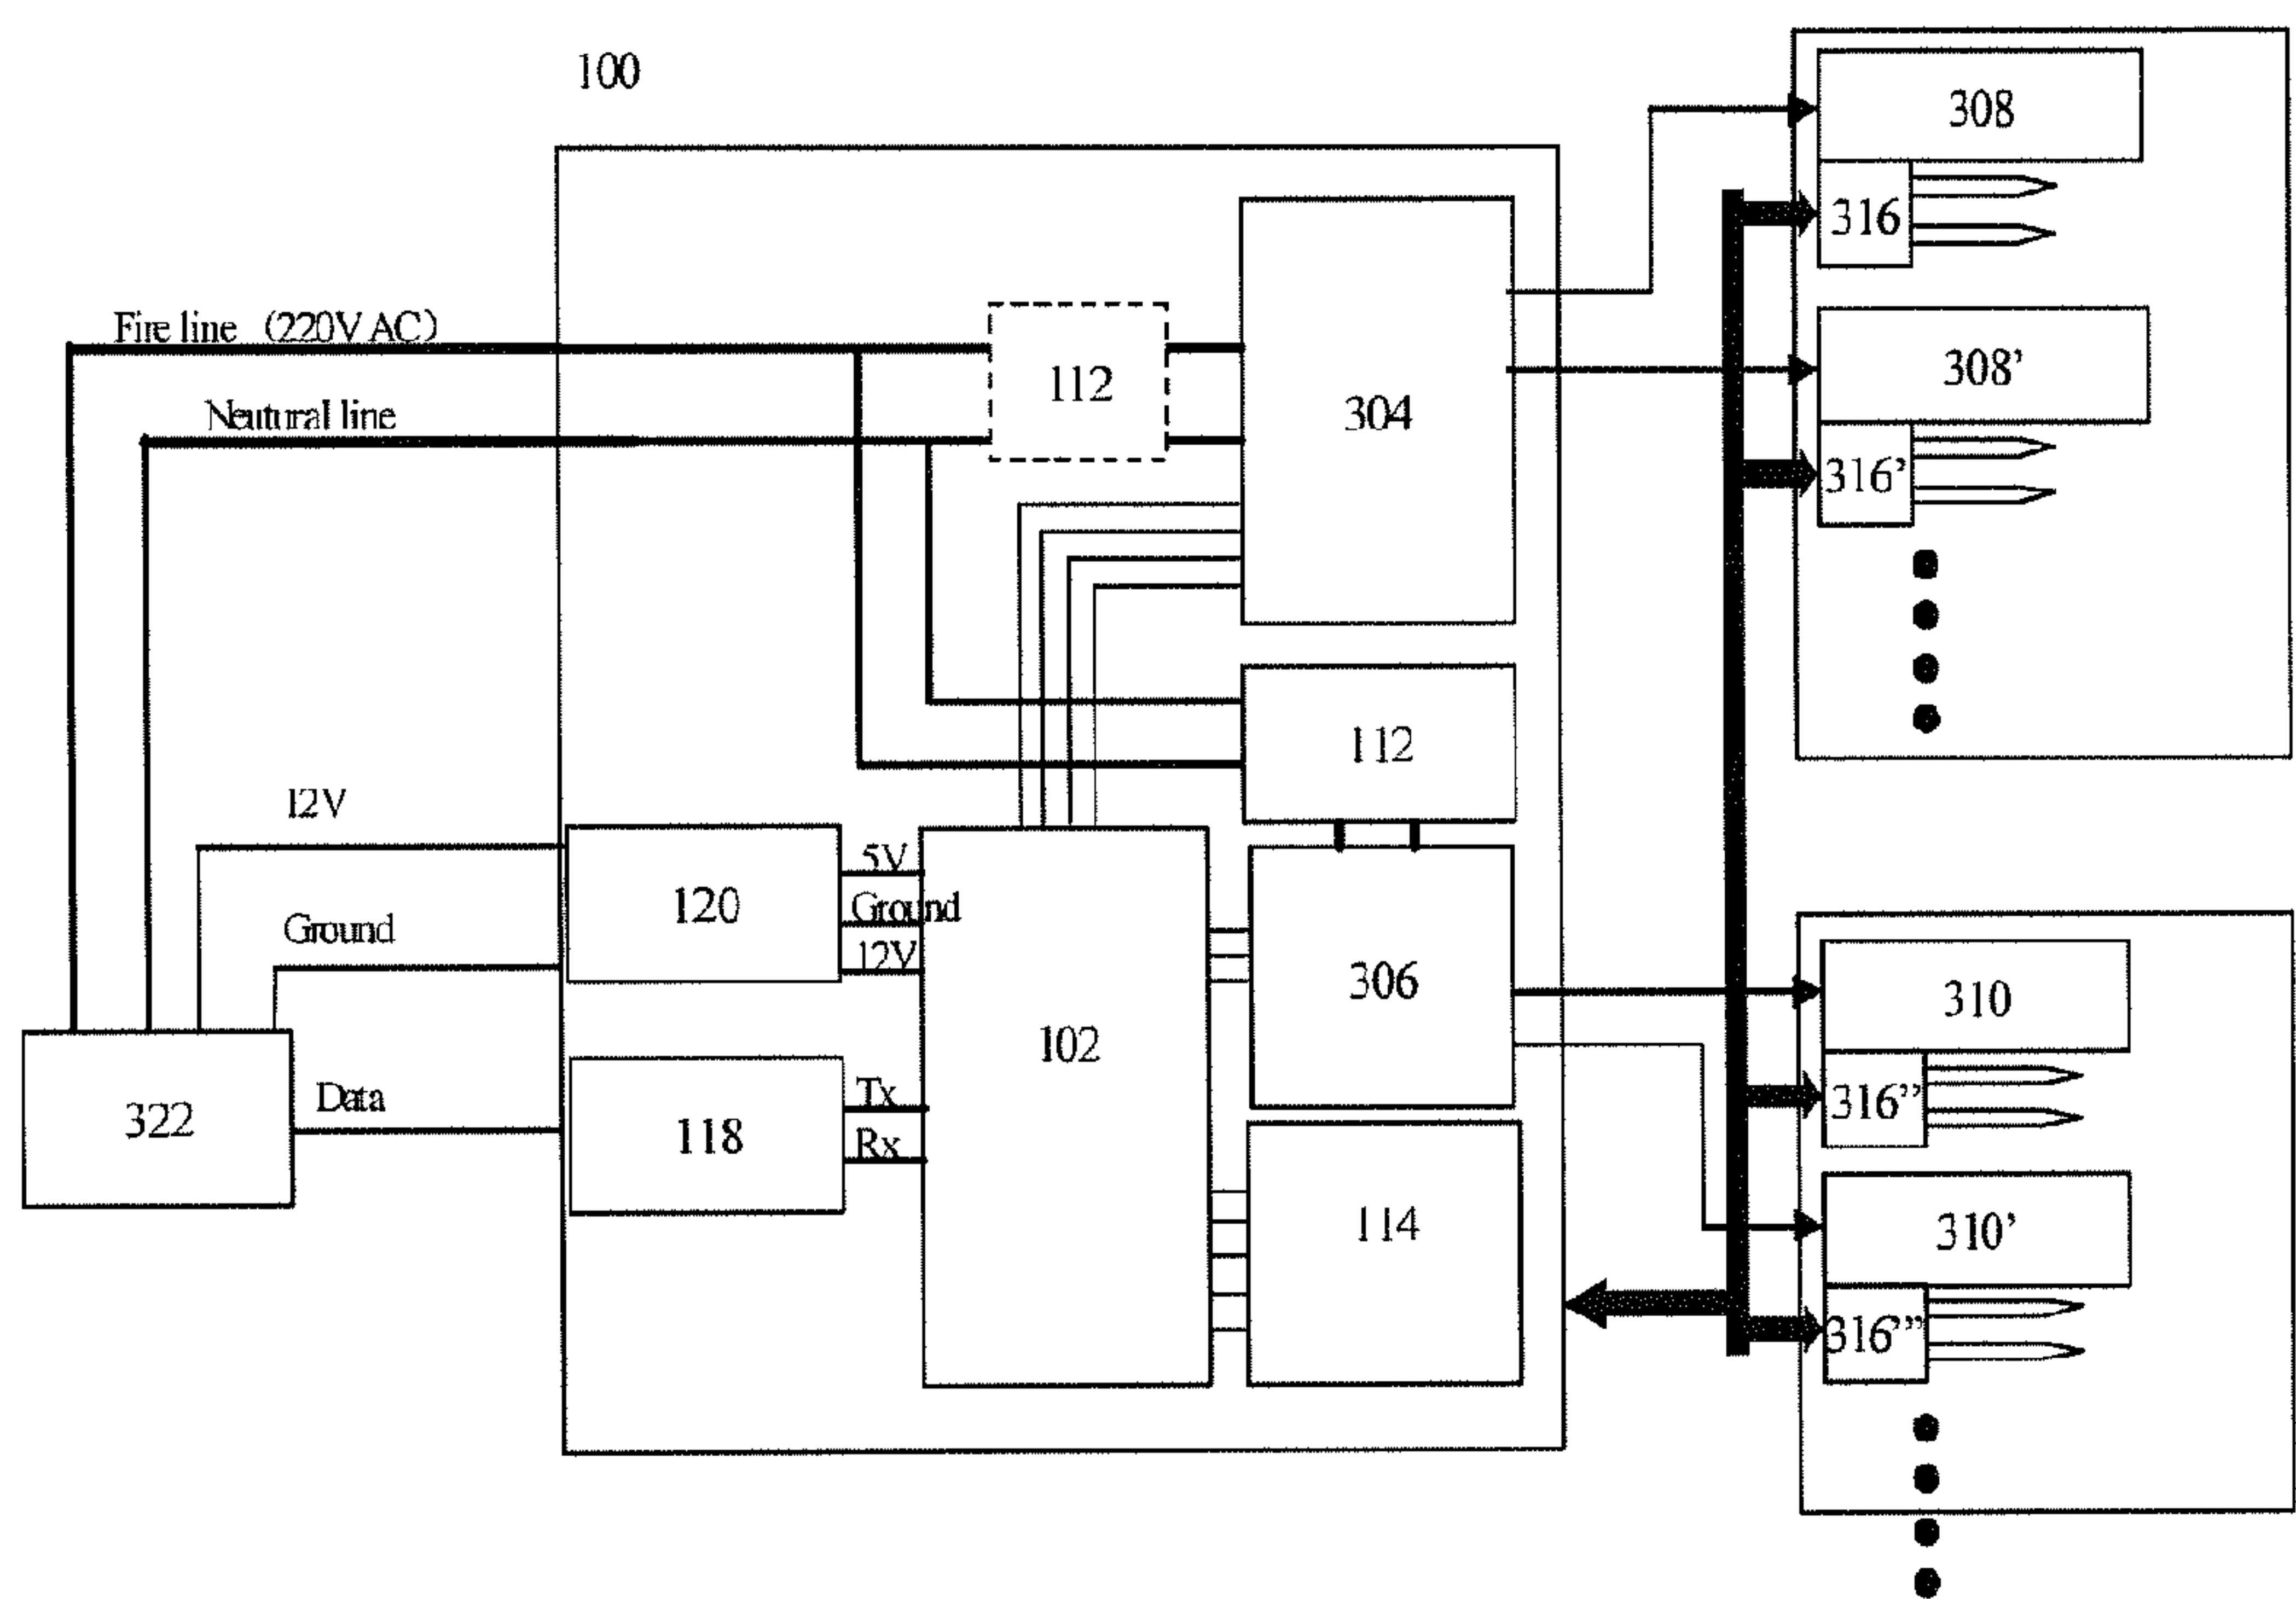 100
308
316
Fire line (220V AC)
308'
112
304
Neutural line
316'
112
12V
5V
120
Ground
Ground
12V
306
310
102
316''
322
Data
Tx
118
Rx
114
310'
316'''